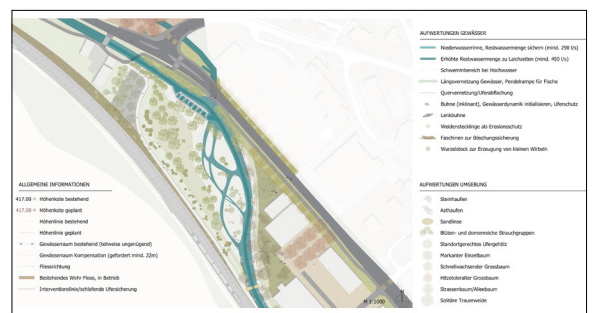 AUFWERTUNGEN GEWÄSSER
Niederwasserrinne, Restwassermenge sichern (mind. 290 l/s)
Erhöhte Restwassermenge zu Laichzeiten (mind. 450 l/s)
Schwemmbereich bei Hochwasser
Längsvernetzung Gewässer, Pendelrampe für Fische
Quervernetzung/Uferabflachung
Buhne (inklinant), Gewässerdynamik initialisieren, Uferschutz
Lenkbuhne
Weidenstecklinge als Erosionsschutz
Faschinen zur Böschungssicherung
Wurzelstock zur Erzeugung von kleinen Wirbeln
ALLGEMEINE INFORMATIONEN
417.00 Höhenkote bestehend
417.00 Höhenkote geplant
Höhenlinie bestehend
Höhenlinie geplant
Gewässerraum bestehend (teilweise ungenügend)
Gewässerraum Kompensation (gefordert mind. 22m)
Fliessrichtung
Bestehendes Wehr Floos, in Betrieb
Interventionslinie/schlafende Ufersicherung
M 1:1000
N
AUFWERTUNGEN UMGEBUNG
Steinhaufen
Asthaufen
Sandlinse
Blüten- und dornenreiche Strauchgruppen
Standortgerechtes Ufergehölz
Markanter Einzelbaum
Schnellwachsender Grossbaum
Hitzetoleralter Grossbaum
Strassenbaum/Alleebaum
Solitäre Trauerweide